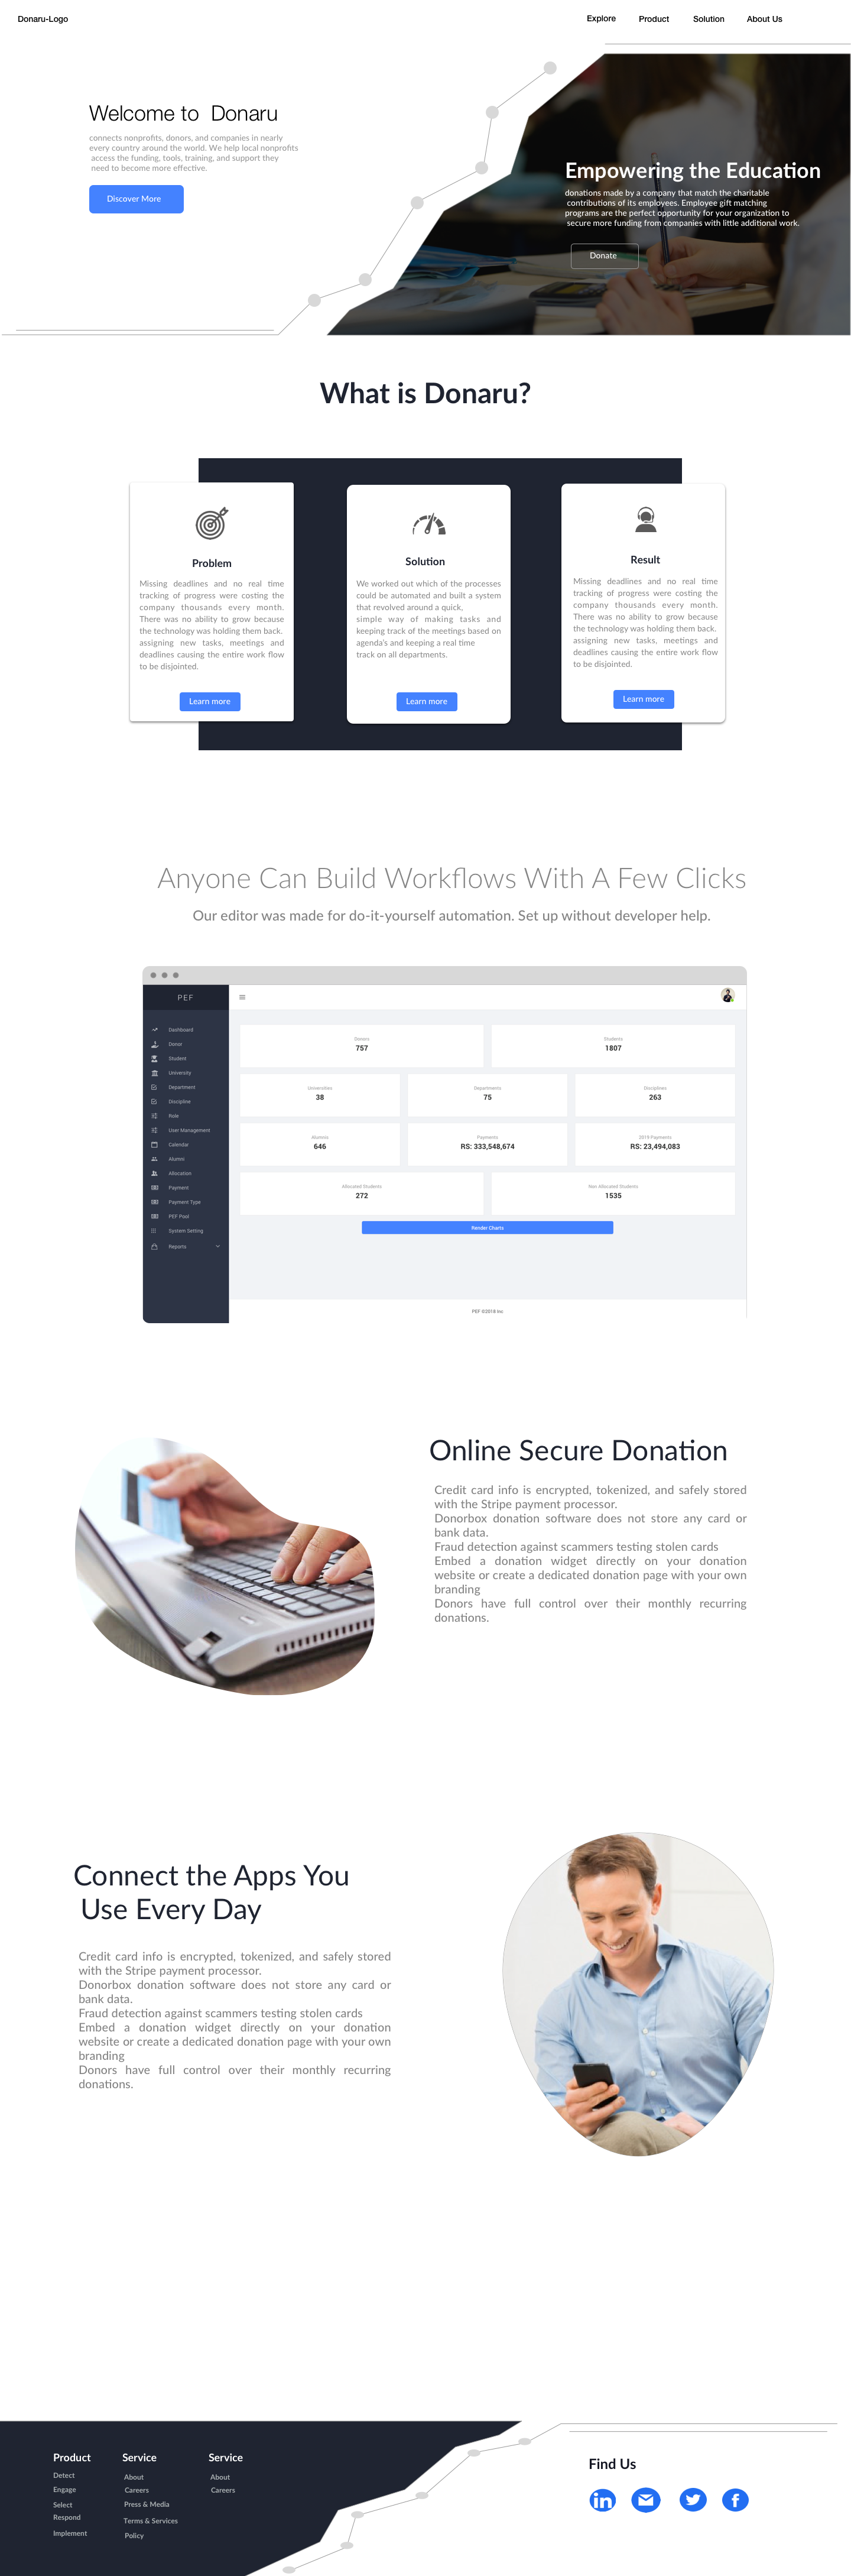 Donaru-Logo
Explore Product Solution About Us
Welcome to Donaru
connects nonprofits, donors, and companies in nearly
every country around the world. We help local nonprofits
access the funding, tools, training, and support they
need to become more effective.
Discover More
Empowering the Education
donations made by a company that match the charitable
contributions of its employees. Employee gift matching
programs are the perfect opportunity for your organization to
secure more funding from companies with little additional work.
Donate
What is Donaru?
Problem
Missing deadlines and no real time
tracking of progress were costing the
company thousands every month.
There was no ability to grow because
the technology was holding them back.
assigning new tasks, meetings and
deadlines causing the entire work flow
to be disjointed.
Learn more
Solution
We worked out which of the processes
could be automated and built a system
that revolved around a quick,
simple way of making tasks and
keeping track of the meetings based on
agenda's and keeping a real time
track on all departments.
Learn more
Result
Missing deadlines and no real time
tracking of progress were costing the
company thousands every month.
There was no ability to grow because
the technology was holding them back.
assigning new tasks, meetings and
deadlines causing the entire work flow
to be disjointed.
Learn more
Anyone Can Build Workflows With A Few Clicks
Our editor was made for do-it-yourself automation. Set up without developer help.
PEF
Dashboard
Donor
Student
University
Department
Discipline
Role
User Management
Calendar
Alumni
Allocation
Payment
Payment Type
PEF Pool
System Setting
Reports
Donors
757
Students
1807
Universities
38
Departments
75
Disciplines
263
Alumnus
646
Payments
RS: 333,548,674
2019 Payments
RS: 23,494,083
Allocated Students
272
Non Allocated Students
1535
Render Charts
PEF ©2018 Inc
Online Secure Donation
Credit card info is encrypted, tokenized, and safely stored
with the Stripe payment processor.
Donorbox donation software does not store any card or
bank data.
Fraud detection against scammers testing stolen cards
Embed a donation widget directly on your donation
website or create a dedicated donation page with your own
branding
Donors have full control over their monthly recurring
donations.
Connect the Apps You
Use Every Day
Credit card info is encrypted, tokenized, and safely stored
with the Stripe payment processor.
Donorbox donation software does not store any card or
bank data.
Fraud detection against scammers testing stolen cards
Embed a donation widget directly on your donation
website or create a dedicated donation page with your own
branding
Donors have full control over their monthly recurring
donations.
Product
Detect
Engage
Select
Respond
Implement
Service
About
Careers
Press & Media
Terms & Services
Policy
Service
About
Careers
Find Us
in
f